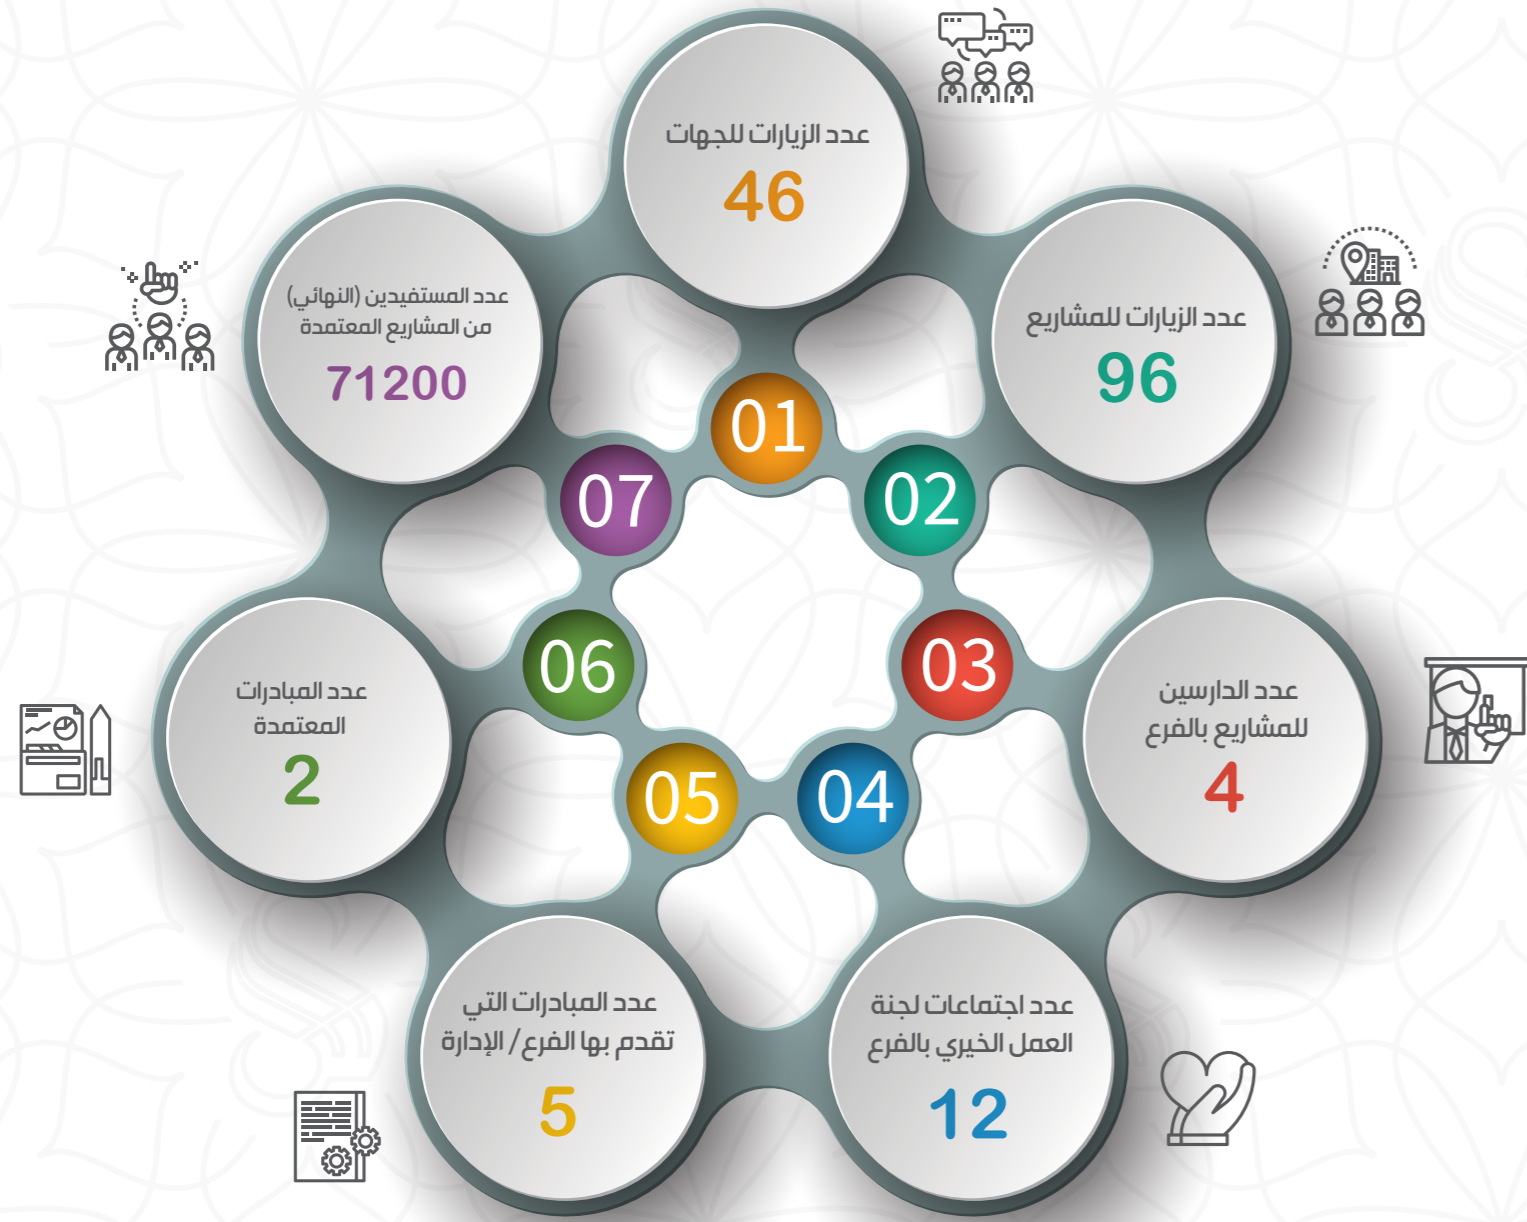 عدد الزيارات للجهات
46
01
عدد الزيارات للمشاريع
96
02
عدد الدارسين
للمشاريع بالفرع
4
03
عدد اجتماعات لجنة
العمل الخيري بالفرع
12
04
عدد المبادرات التي
تقدم بها الفرع/ الإدارة
5
05
عدد المبادرات
المعتمدة
2
06
عدد المستفيدين (النهائي)
من المشاريع المعتمدة
71200
07